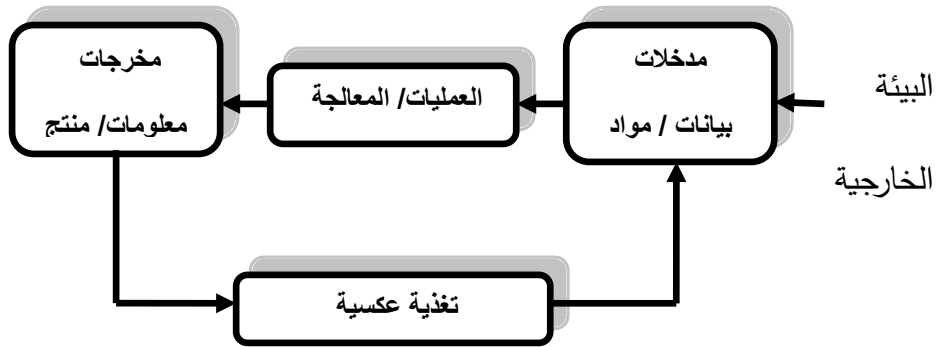 البيئة
الخارجية
مدخلات
بيانات / مواد
العمليات/ المعالجة
مخرجات
معلومات/ منتج
تغذية عكسية